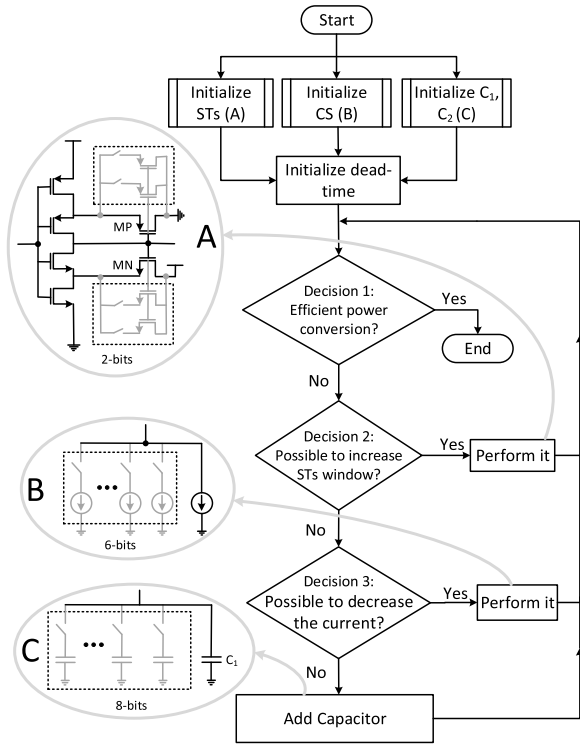 Start
Initialize
STs (A)
Initialize
CS (B)
Initialize C₁,
C₂ (C)
Initialize dead-
time
MP
MN
A
2-bits
Decision 1:
Efficient power
conversion?
Yes
End
No
Decision 2:
Possible to increase
STs window?
Yes
Perform it
B
6-bits
No
Decision 3:
Possible to decrease
the current?
Yes
Perform it
C
C₁
8-bits
No
Add Capacitor